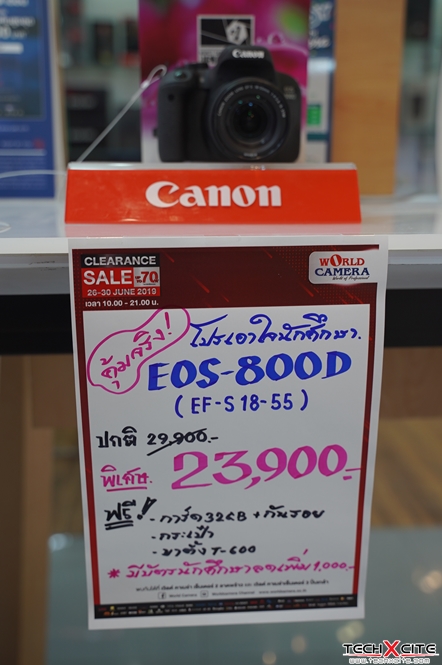 Canon
Canon
CLEARANCE
SALE 70
26-30 JUNE 2019
เวลา 10.00 - 21.00 น.
WORLD
CAMERA
คุ้มจริง!
โปรเอาใจนักศึกษา.
EOS-800D
(EF-S 18-55)
ปกติ 29,900.-
พิเศษ. 23,900.-
ฟรี! - การ์ด 32GB + กันรอย
- กระเป๋า
- ขาตั้ง T-600
* มีบัตรนักศึกษาลดเพิ่ม 1,000.-
TECHXCITE
www.techxcite.com